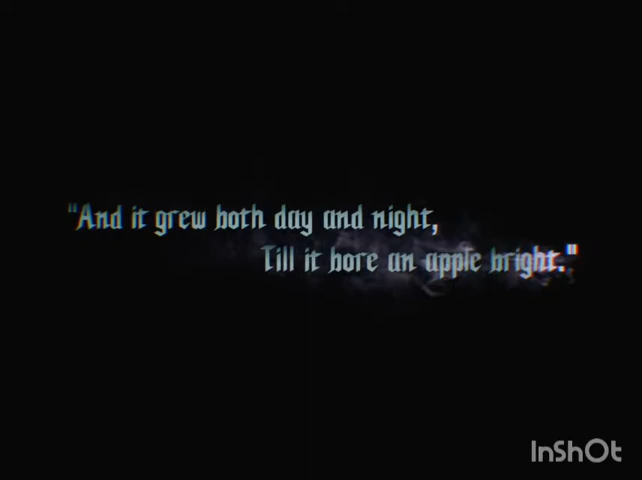 "And it grew both day and night,
Till it bore an apple bright."
InShOt